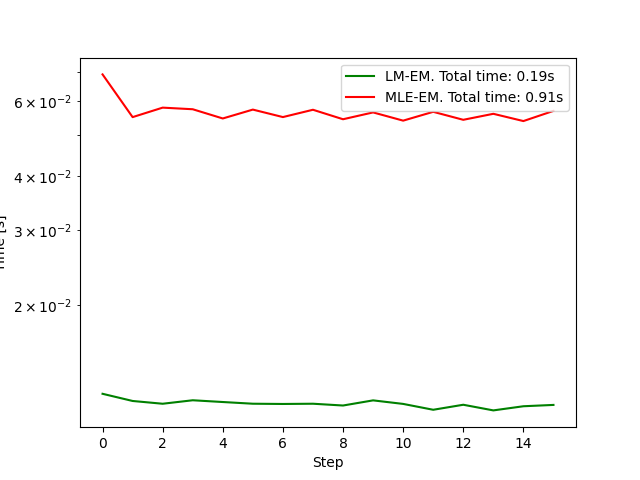 LM-EM. Total time: 0.19s
MLE-EM. Total time: 0.91s
6 × 10⁻²
4 × 10⁻²
3 × 10⁻²
2 × 10⁻²
[s]
0 2 4 6 8 10 12 14
Step